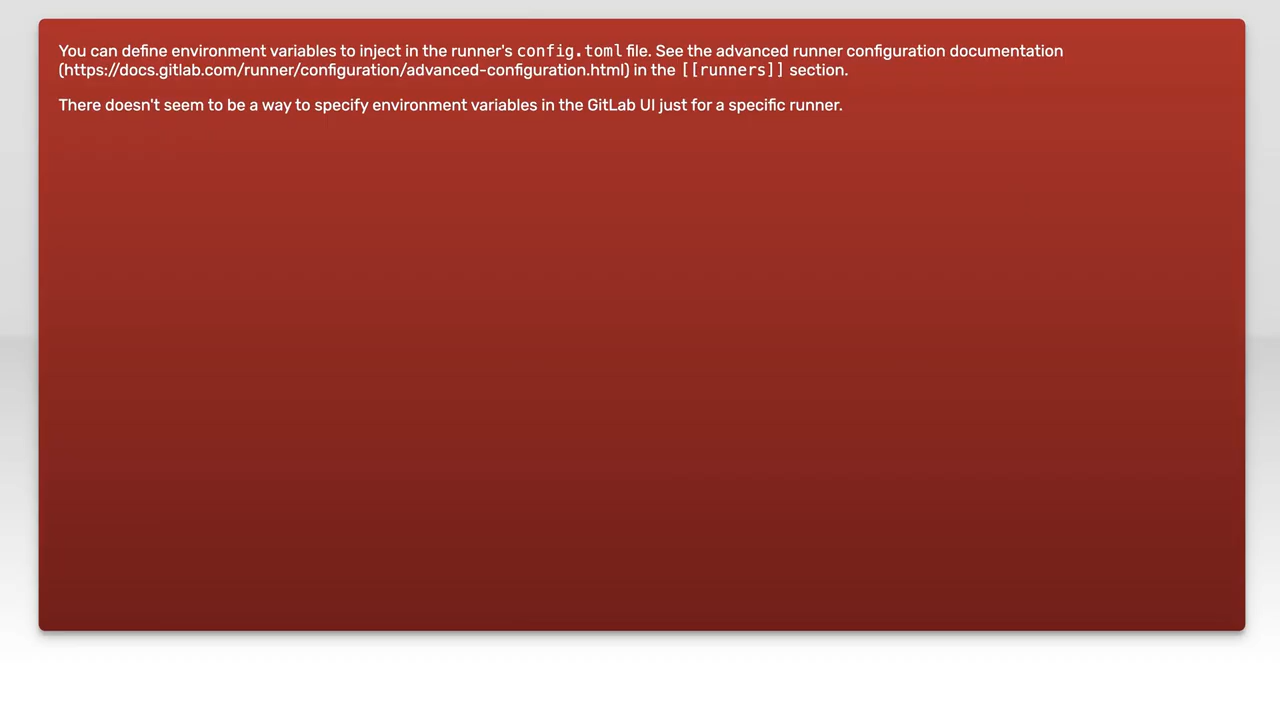 You can define environment variables to inject in the runner's config.toml file. See the advanced runner configuration documentation
(https://docs.gitlab.com/runner/configuration/advanced-configuration.html) in the [[runners]] section.
There doesn't seem to be a way to specify environment variables in the GitLab UI just for a specific runner.